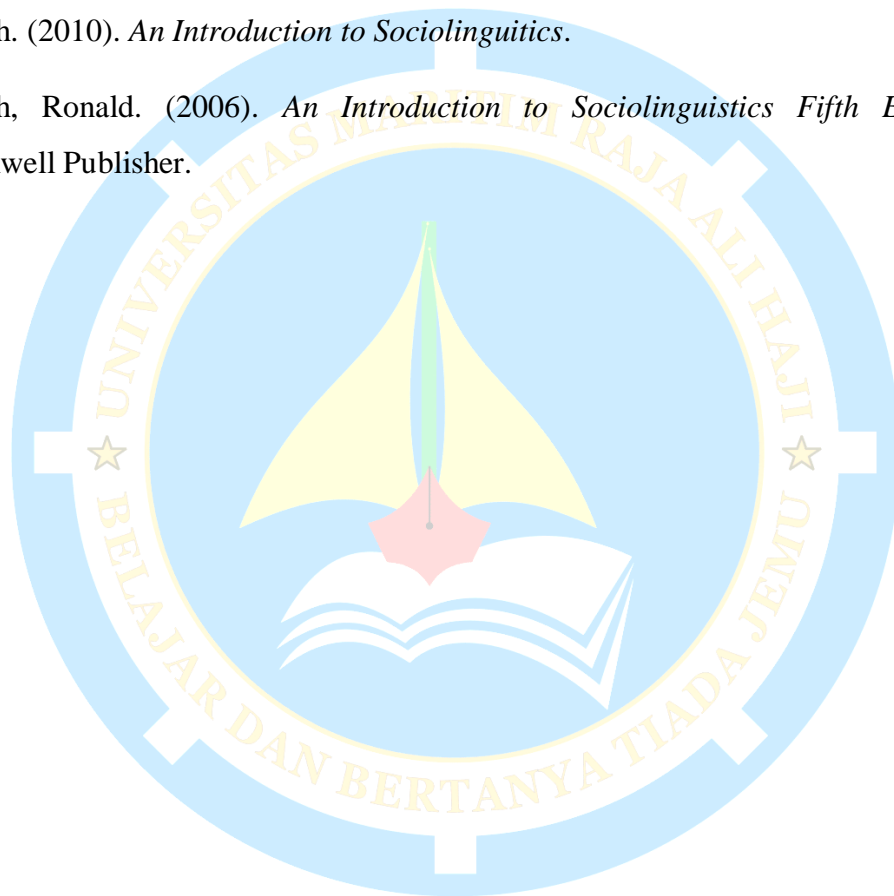 h. (2010). An Introduction to Sociolinguitics.
h, Ronald. (2006). An Introduction to Sociolinguistics Fifth E
well Publisher.
UNIVERSITAS MARITIM RAJA ALI HAJI
BELAJAR DAN BERTANYA TIADA JEMU